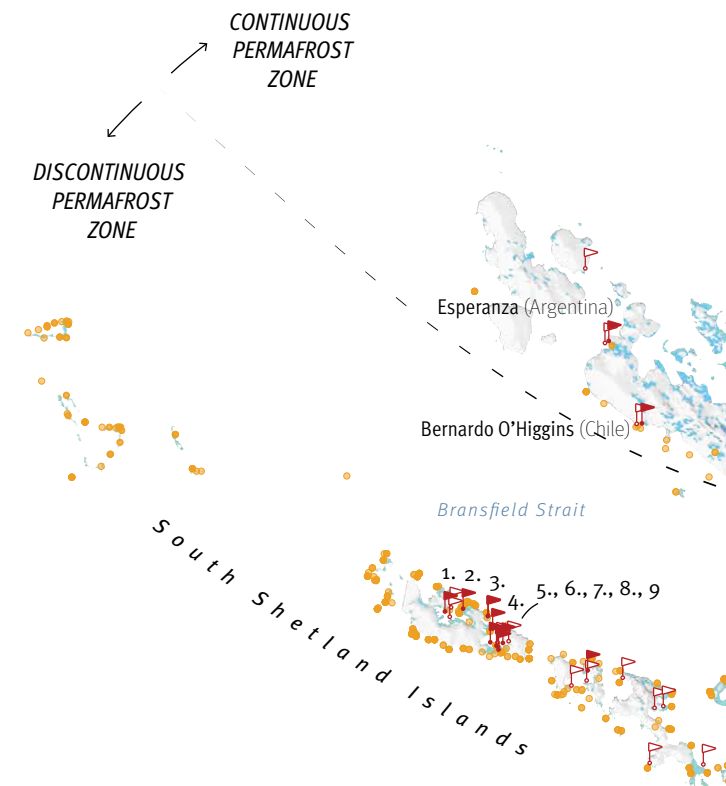 CONTINUOUS
PERMAFROST
ZONE
DISCONTINUOUS
PERMAFROST
ZONE
Esperanza (Argentina)
Bernardo O'Higgins (Chile)
Bransfield Strait
1. 2. 3.
4.
5., 6., 7., 8., 9
South Shetland Islands